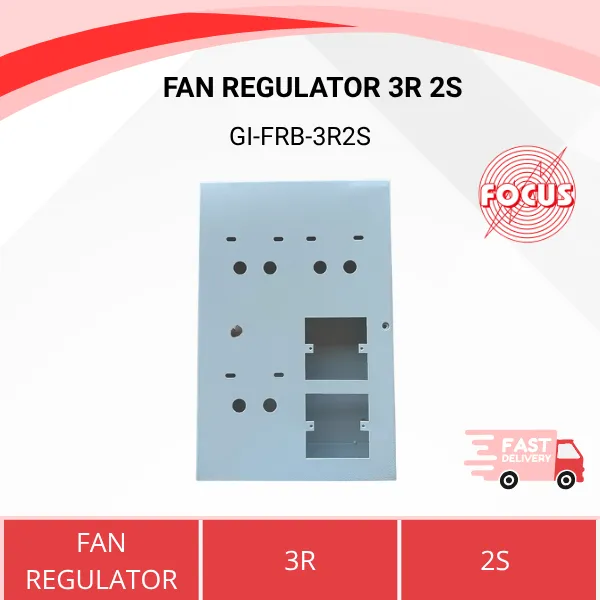 FAN REGULATOR 3R 2S
GI-FRB-3R2S
FOCUS
FAST
DELIVERY
FAN
REGULATOR
3R
2S